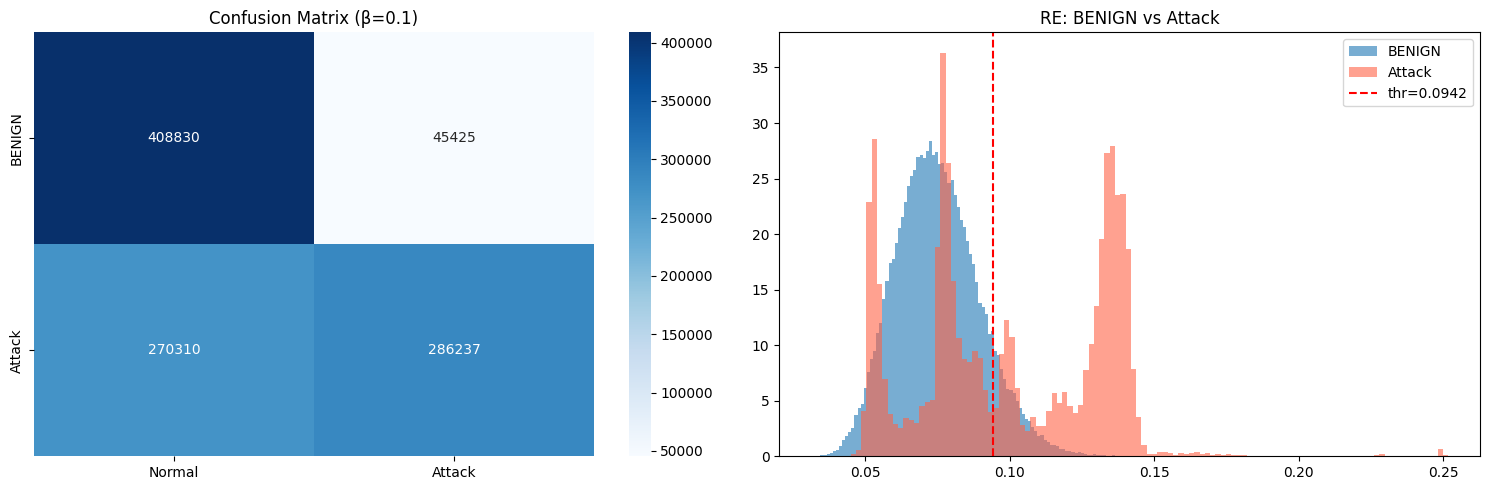 Confusion Matrix (β=0.1)
BENIGN
Attack
408830
45425
270310
286237
Normal
Attack
400000
350000
300000
250000
200000
150000
100000
50000
RE: BENIGN vs Attack
BENIGN
Attack
thr=0.0942
35
30
25
20
15
10
5
0
0.05
0.10
0.15
0.20
0.25